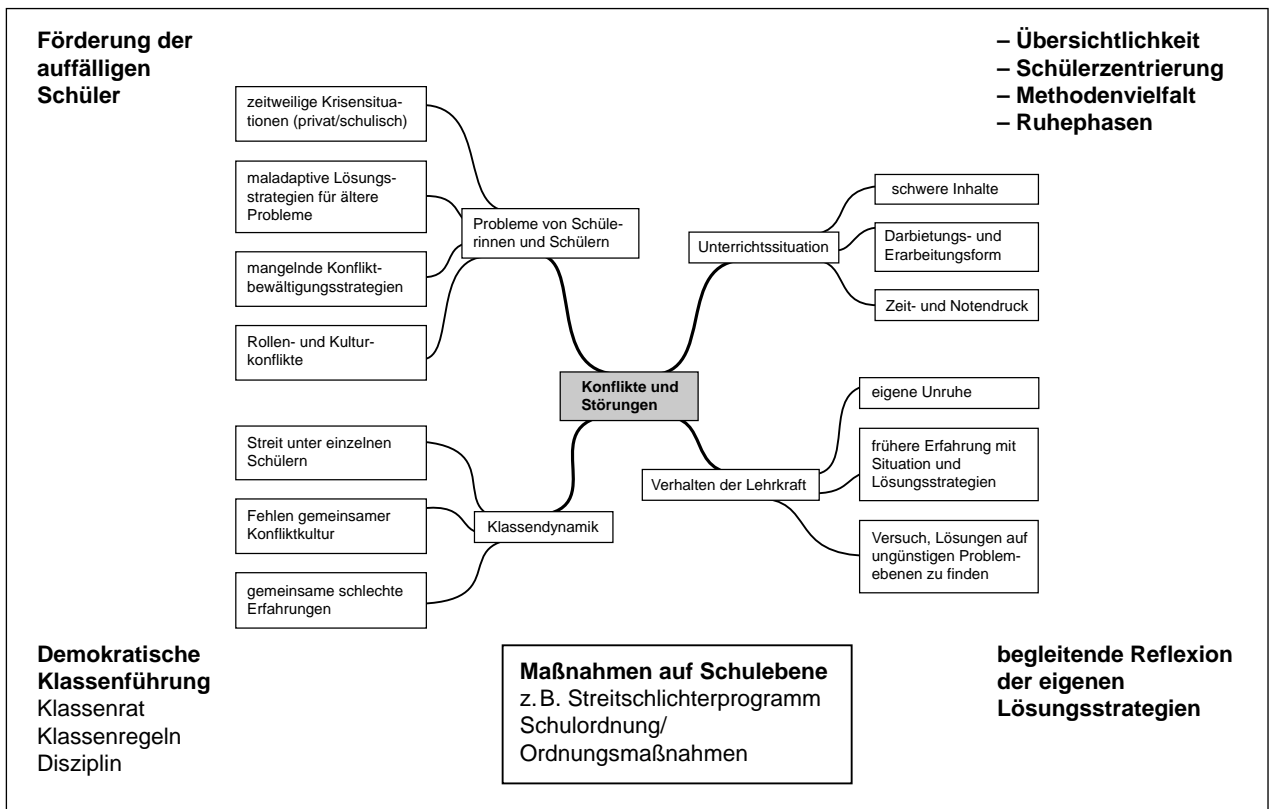 Förderung der
auffälligen
Schüler
– Übersichtlichkeit
– Schülerzentrierung
– Methodenvielfalt
– Ruhephasen
zeitweilige Krisensitua-
tionen (privat/schulisch)
maladaptive Lösungs-
strategien für ältere
Probleme
mangelnde Konflikt-
bewältigungsstrategien
Rollen- und Kultur-
konflikte
Probleme von Schüle-
rinnen und Schülern
Unterrichtssituation
schwere Inhalte
Darbietungs- und
Erarbeitungsform
Zeit- und Notendruck
Konflikte und
Störungen
Streit unter einzelnen
Schülern
Fehlen gemeinsamer
Konfliktkultur
gemeinsame schlechte
Erfahrungen
Klassendynamik
Verhalten der Lehrkraft
eigene Unruhe
frühere Erfahrung mit
Situation und
Lösungsstrategien
Versuch, Lösungen auf
ungünstigen Problem-
ebenen zu finden
Demokratische
Klassenführung
Klassenrat
Klassenregeln
Disziplin
Maßnahmen auf Schulebene
z. B. Streitschlichterprogramm
Schulordnung/
Ordnungsmaßnahmen
begleitende Reflexion
der eigenen
Lösungsstrategien